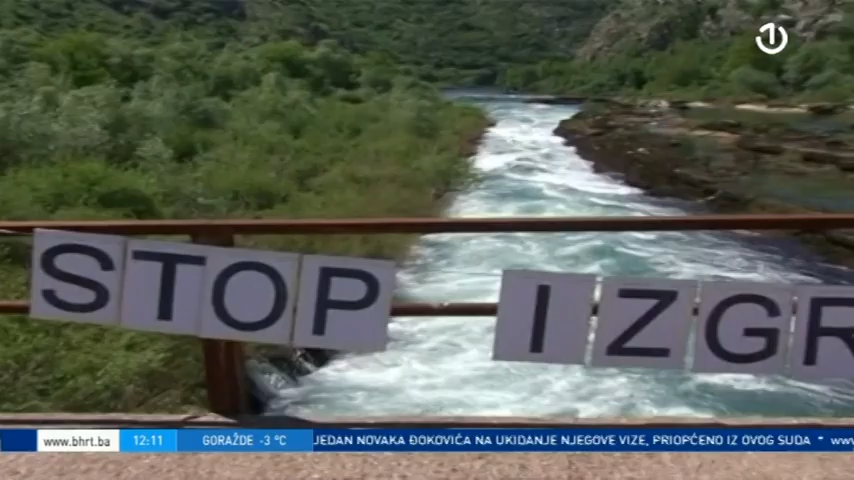 STOP IZGR
www.bhrt.ba 12:11 GORAŽDE -3 °C JEDAN NOVAKA ĐOKOVIĆA NA UKIDANJE NJEGOVE VIZE, PRIOPĆENO IZ OVOG SUDA * www